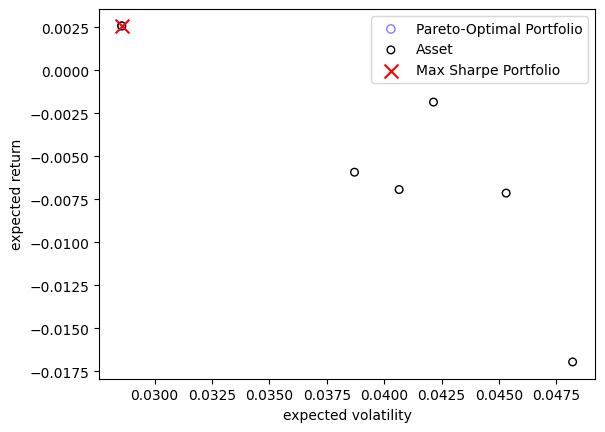 Pareto-Optimal Portfolio
Asset
Max Sharpe Portfolio
0.0025
0.0000
−0.0025
−0.0050
−0.0075
−0.0100
−0.0125
−0.0150
−0.0175
expected return
0.0300 0.0325 0.0350 0.0375 0.0400 0.0425 0.0450 0.0475
expected volatility